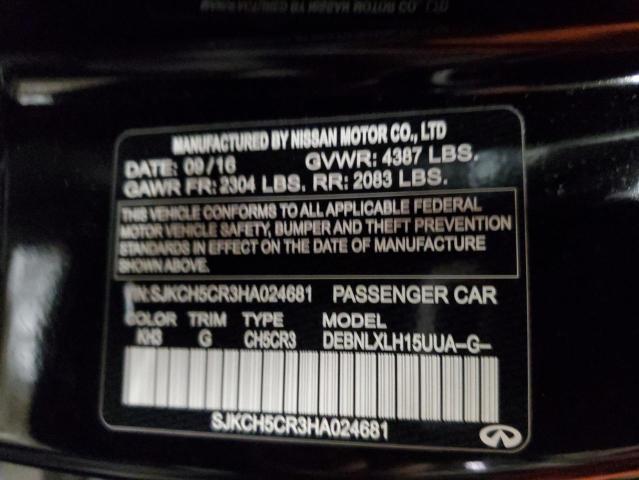 MANUFACTURED BY NISSAN MOTOR CO., LTD
DATE: 09/16 GVWR: 4387 LBS.
GAWR FR: 2304 LBS. RR: 2083 LBS.
THIS VEHICLE CONFORMS TO ALL APPLICABLE FEDERAL
MOTOR VEHICLE SAFETY, BUMPER AND THEFT PREVENTION
STANDARDS IN EFFECT ON THE DATE OF MANUFACTURE
SHOWN ABOVE.
VIN:SJKCH5CR3HA024681 PASSENGER CAR
COLOR TRIM TYPE MODEL
KH3 G CH5CR3 DEBNLXLH15UUA-G-
SJKCH5CR3HA024681